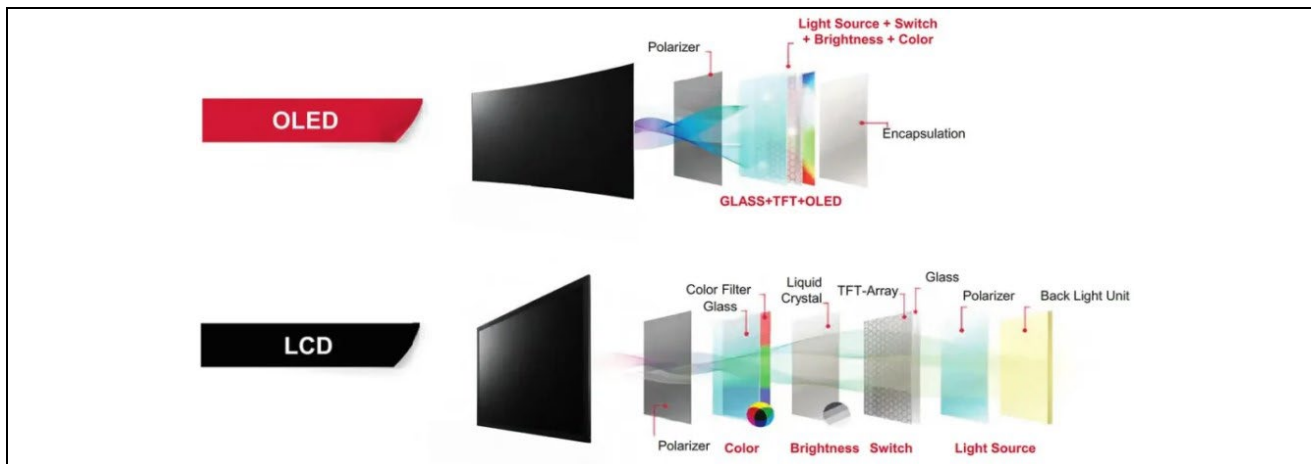 OLED
Polarizer
Light Source + Switch
+ Brightness + Color
Encapsulation
GLASS+TFT+OLED
LCD
Color Filter
Glass
Liquid
Crystal
TFT-Array
Glass
Polarizer
Back Light Unit
Polarizer
Color
Brightness
Switch
Light Source